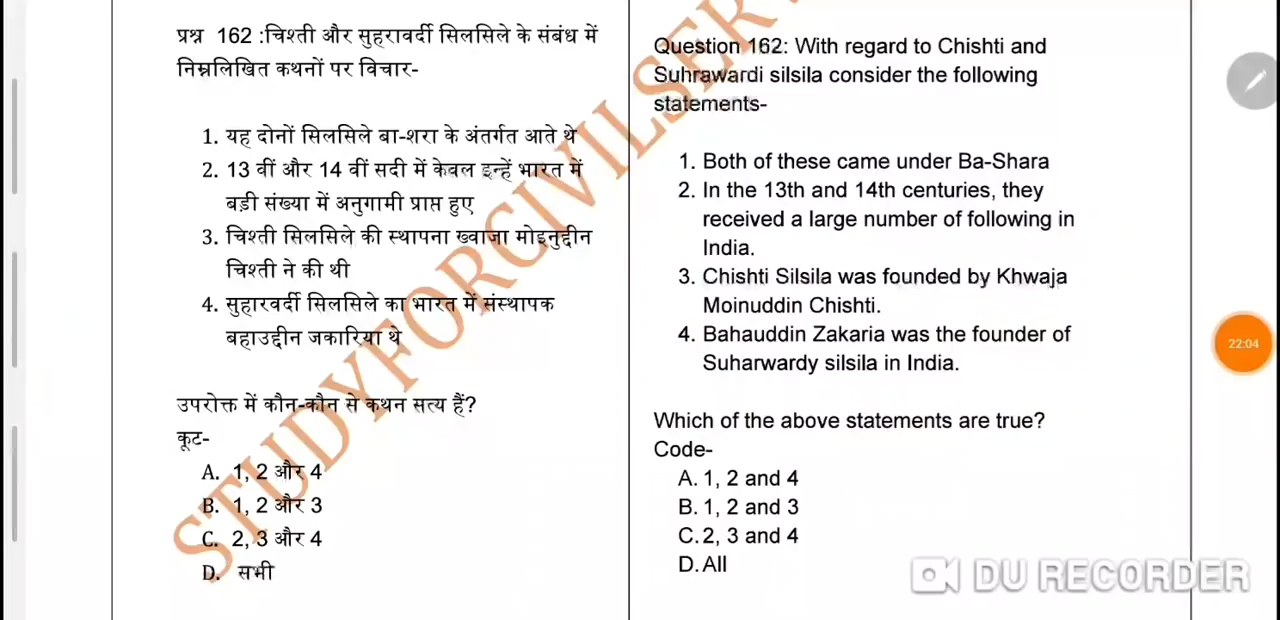 प्रश्न 162 :चिश्ती और सुहरावर्दी सिलसिले के संबंध में
निम्नलिखित कथनों पर विचार-
1. यह दोनों सिलसिले बा-शरा के अंतर्गत आते थे
2. 13 वीं और 14 वीं सदी में केवल इन्हें भारत में
बड़ी संख्या में अनुगामी प्राप्त हुए
3. चिश्ती सिलसिले की स्थापना ख्वाजा मोइनुद्दीन
चिश्ती ने की थी
4. सुहारवर्दी सिलसिले का भारत में संस्थापक
बहाउद्दीन जकारिया थे
उपरोक्त में कौन-कौन से कथन सत्य हैं?
कूट-
A. 1, 2 और 4
B. 1, 2 और 3
C. 2, 3 और 4
D. सभी
Question 162: With regard to Chishti and
Suhrawardi silsila consider the following
statements-
1. Both of these came under Ba-Shara
2. In the 13th and 14th centuries, they
received a large number of following in
India.
3. Chishti Silsila was founded by Khwaja
Moinuddin Chishti.
4. Bahauddin Zakaria was the founder of
Suharwardy silsila in India.
Which of the above statements are true?
Code-
A. 1, 2 and 4
B. 1, 2 and 3
C. 2, 3 and 4
D. All
STUDYFORCIVILSER
22:04
DU RECORDER